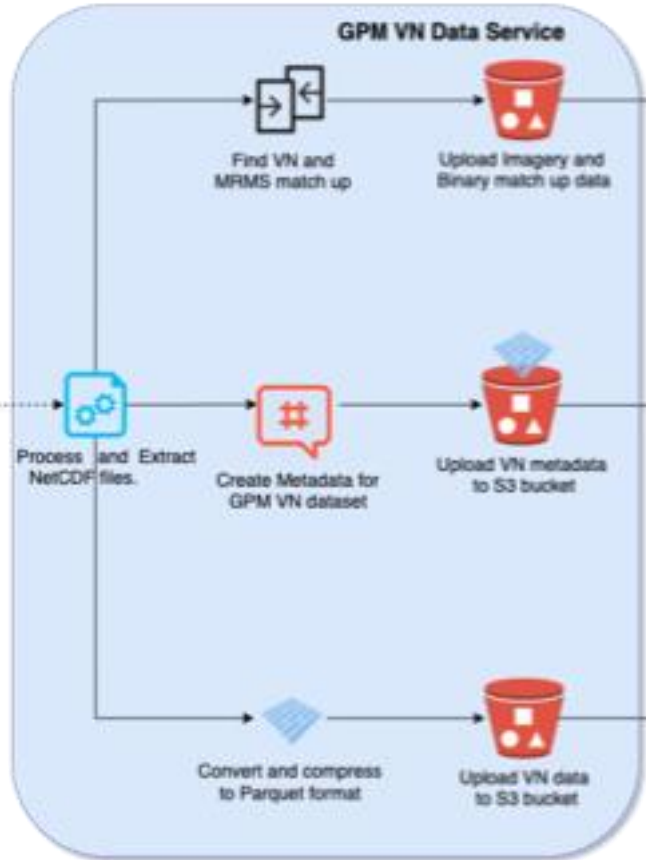 GPM VN Data Service
Find VN and
MRMS match up
Upload Imagery and
Binary match up data
Process and Extract
NetCDF files.
Create Metadata for
GPM VN dataset
Upload VN metadata
to S3 bucket
Convert and compress
to Parquet format
Upload VN data
to S3 bucket